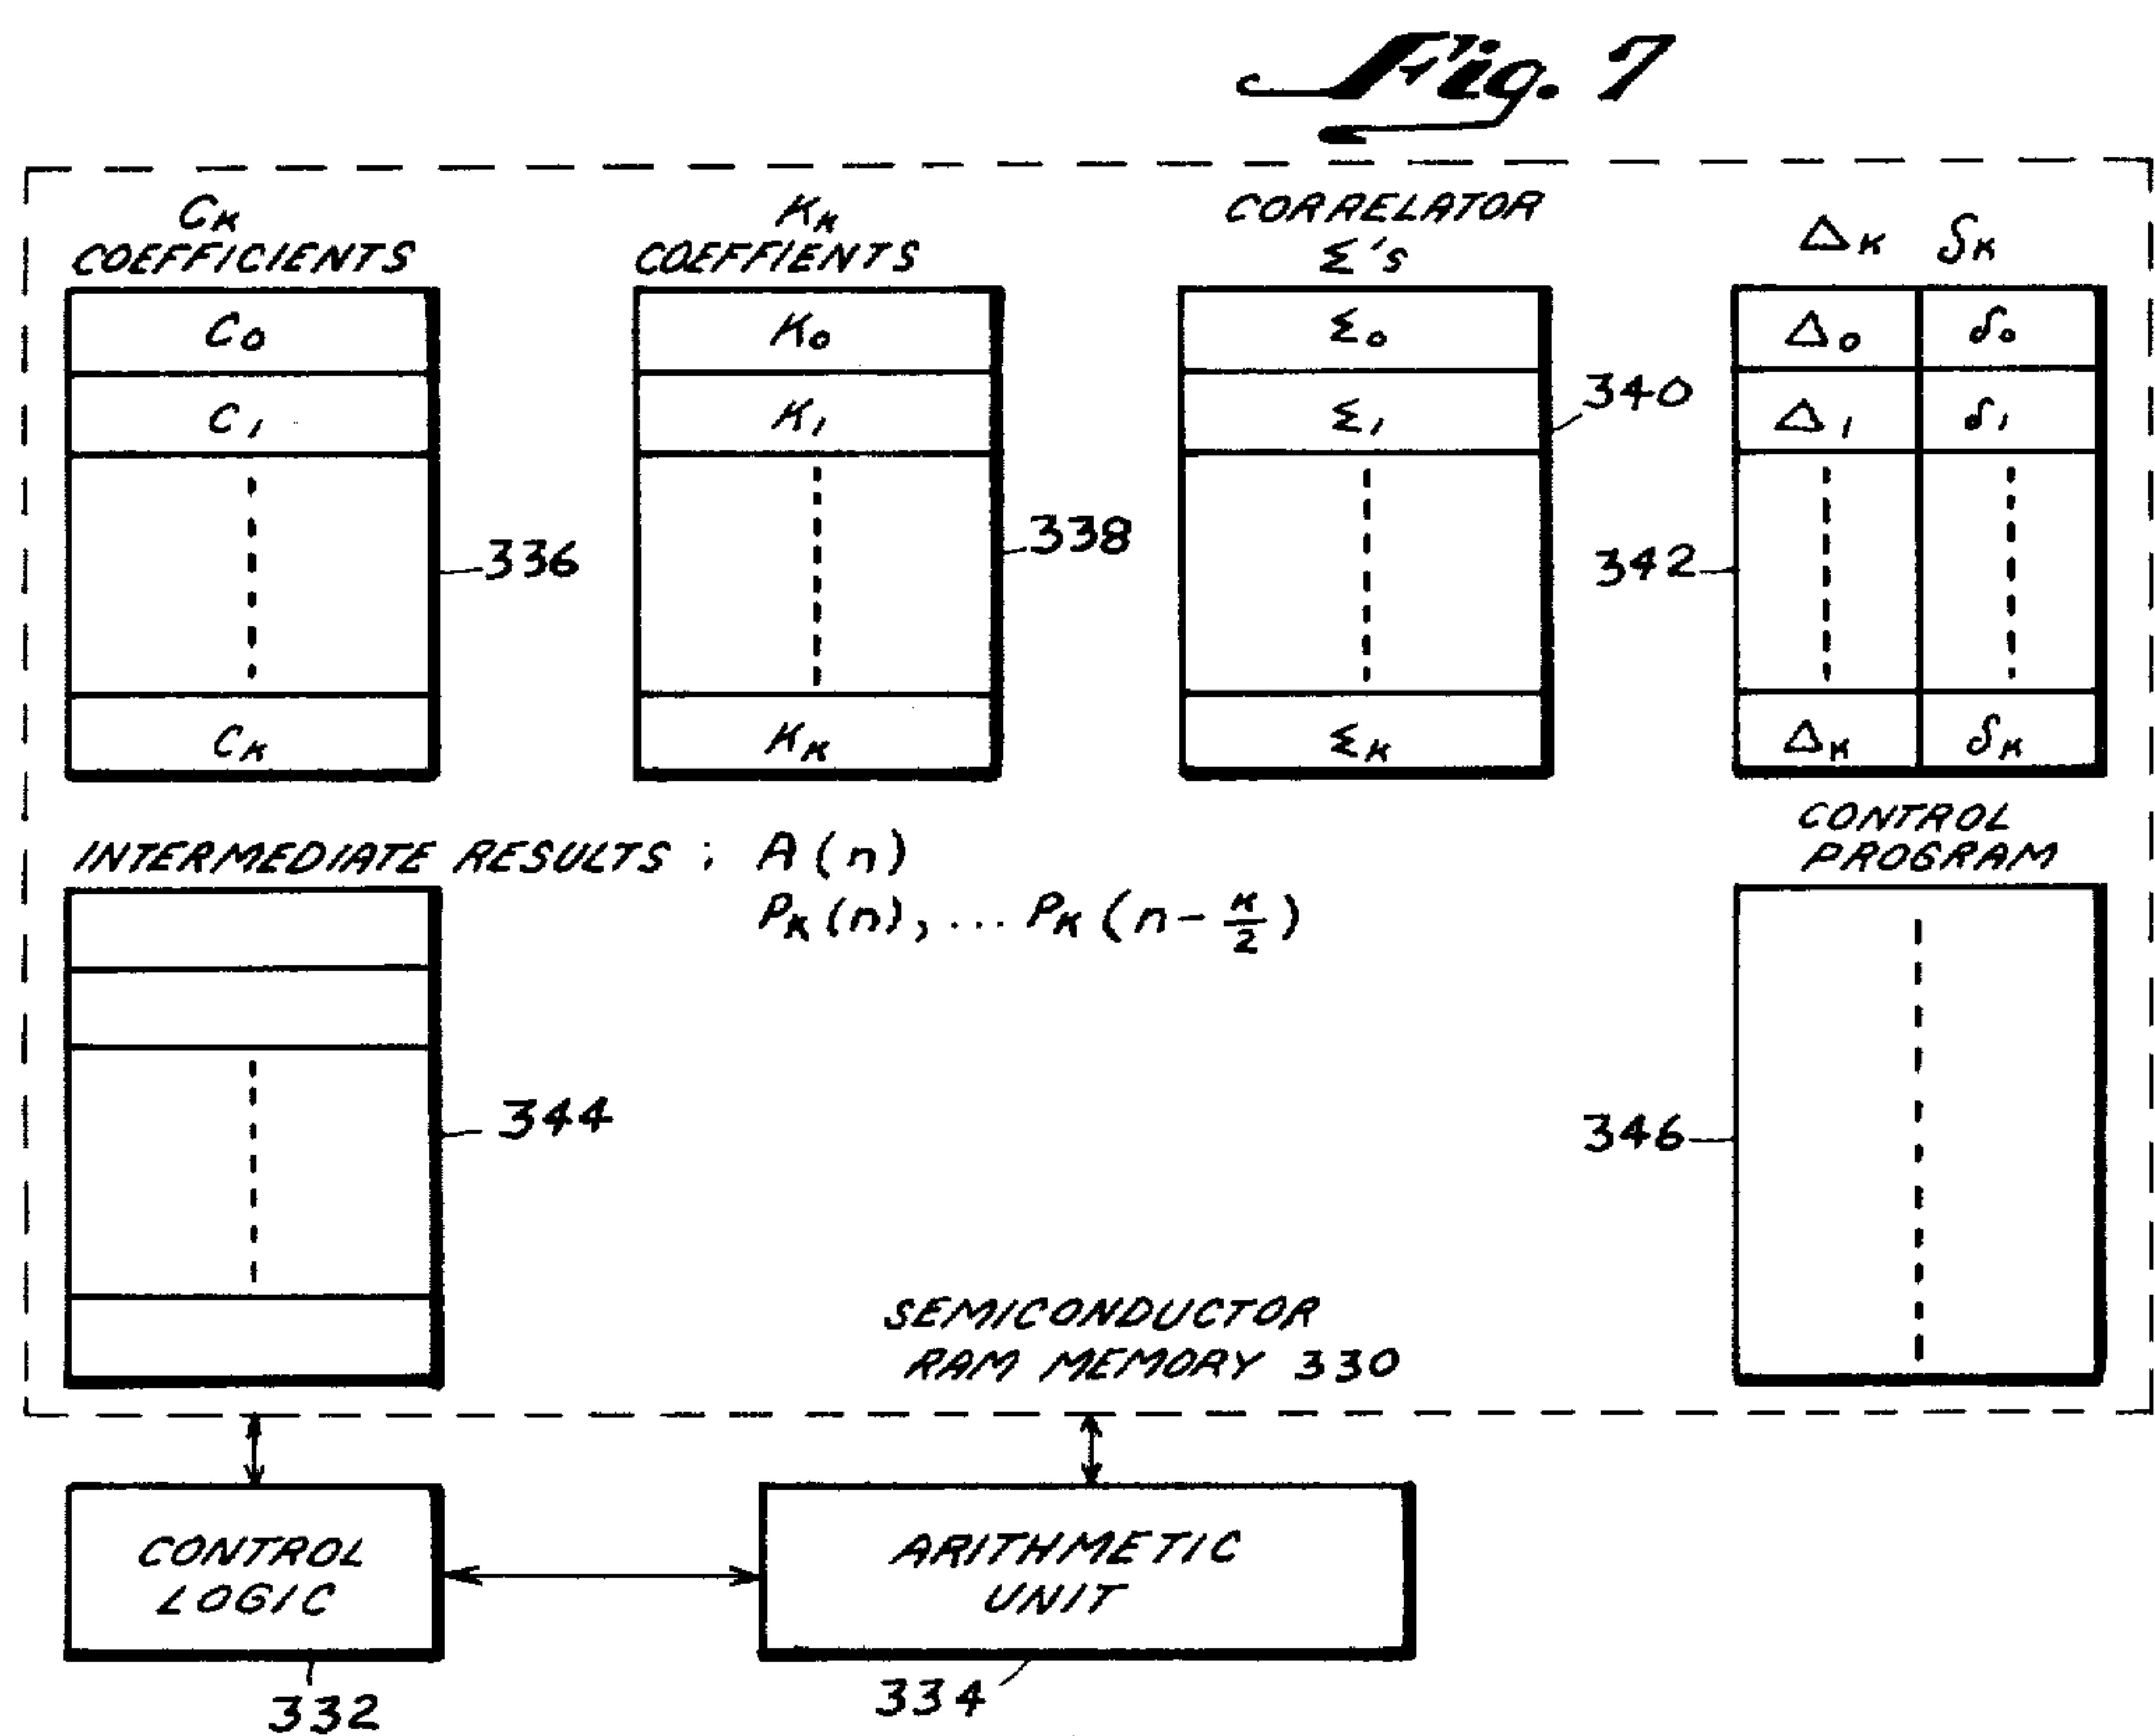 Fig. 7
CK
COEFFICIENTS
KK
COEFFIENTS
CORRELATOR
Σ's
ΔK δK
C0
C1
CK
336
K0
K1
KK
338
Σ0
Σ1
ΣK
340
Δ0 δ0
Δ1 δ1
ΔK δK
342
INTERMEDIATE RESULTS ; A(n)
PK(n), ... PK(n - K/2)
344
CONTROL
PROGRAM
346
SEMICONDUCTOR
RAM MEMORY 330
CONTROL
LOGIC
332
ARITHMETIC
UNIT
334